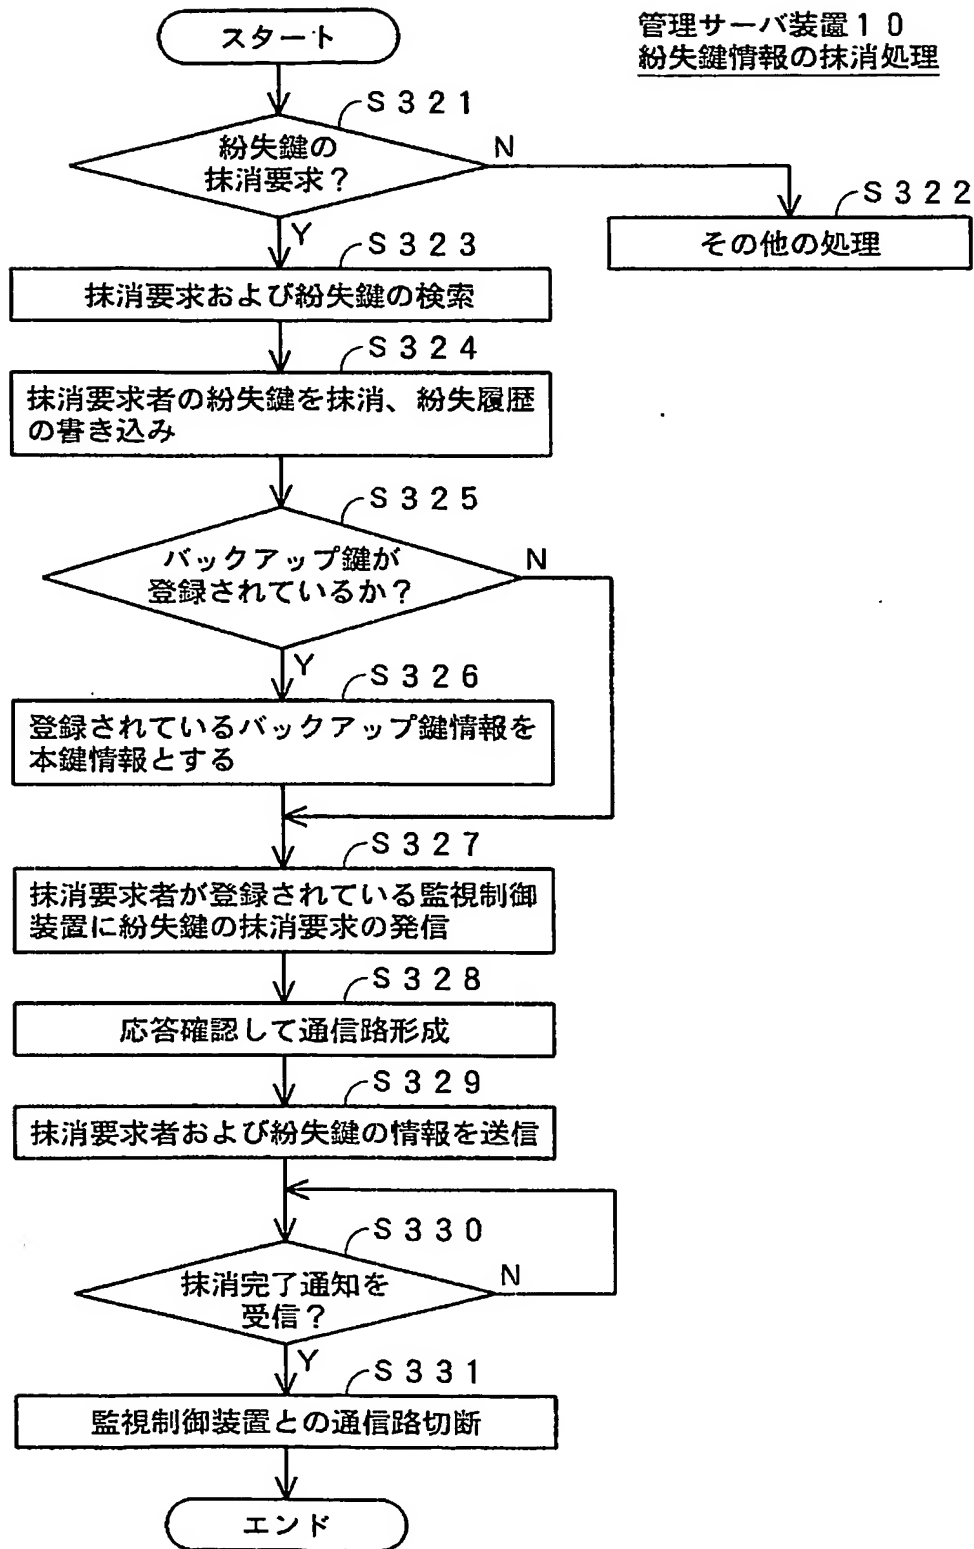 管理サーバ装置１０
紛失鍵情報の抹消処理
スタート
Ｓ３２１
紛失鍵の
抹消要求？
Ｎ
Ｙ
Ｓ３２２
その他の処理
Ｓ３２３
抹消要求および紛失鍵の検索
Ｓ３２４
抹消要求者の紛失鍵を抹消、紛失履歴
の書き込み
Ｓ３２５
バックアップ鍵が
登録されているか？
Ｎ
Ｙ
Ｓ３２６
登録されているバックアップ鍵情報を
本鍵情報とする
Ｓ３２７
抹消要求者が登録されている監視制御
装置に紛失鍵の抹消要求の発信
Ｓ３２８
応答確認して通信路形成
Ｓ３２９
抹消要求者および紛失鍵の情報を送信
Ｓ３３０
抹消完了通知を
受信？
Ｎ
Ｙ
Ｓ３３１
監視制御装置との通信路切断
エンド